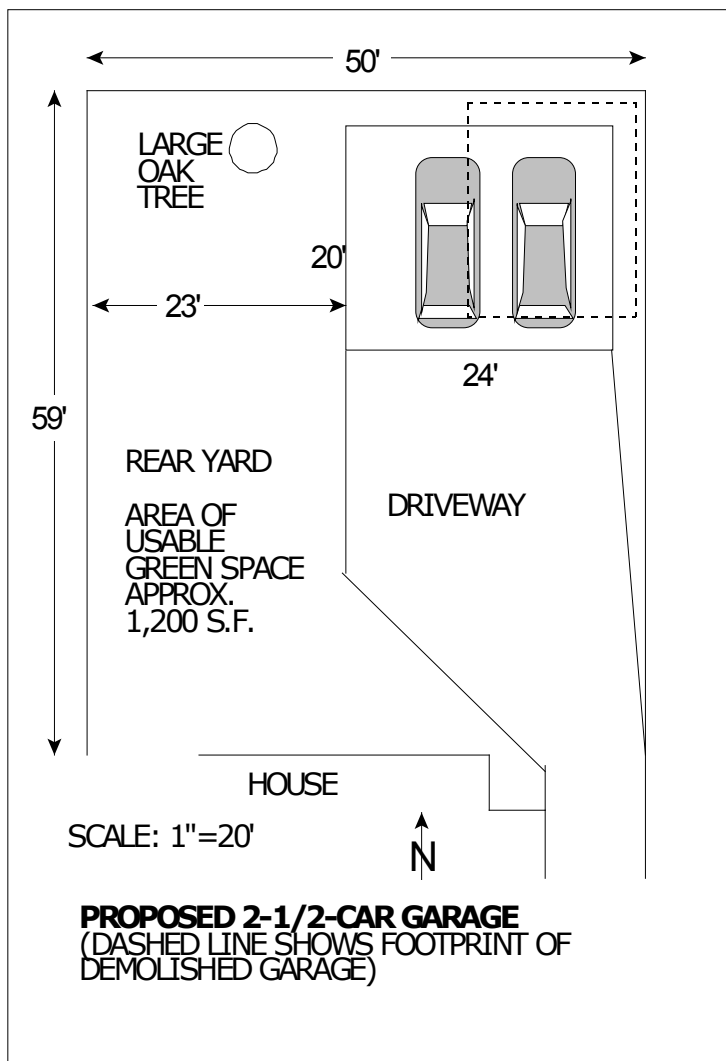 50'
LARGE
OAK
TREE
20'
23'
24'
59'
REAR YARD
DRIVEWAY
AREA OF
USABLE
GREEN SPACE
APPROX.
1,200 S.F.
HOUSE
SCALE: 1"=20'
N
PROPOSED 2-1/2-CAR GARAGE
(DASHED LINE SHOWS FOOTPRINT OF
DEMOLISHED GARAGE)